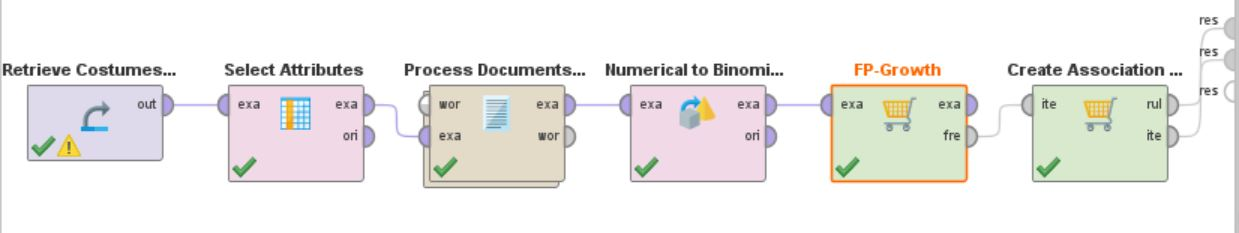 res
Retrieve Costumes... Select Attributes Process Documents... Numerical to Binomi... FP-Growth Create Association ...
res
out exa exa wor exa exa exa exa exa ite rul
res
ori exa wor ori fre ite